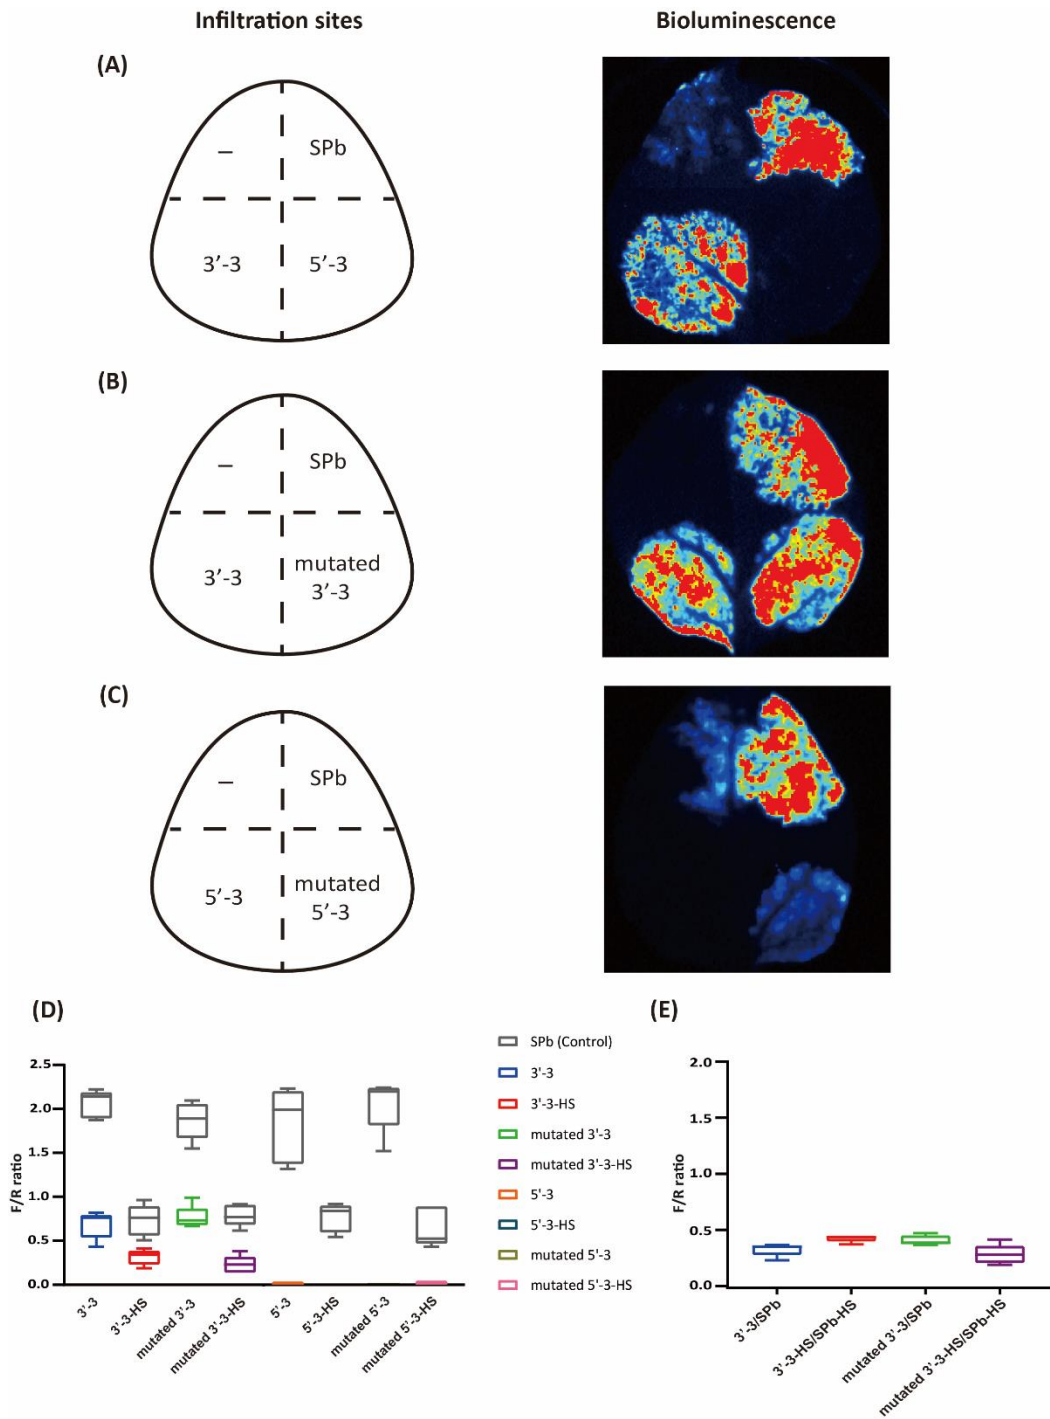 Infiltration sites
Bioluminescence
(A)
–
SPb
3’-3
5’-3
(B)
–
SPb
3’-3
mutated
3’-3
(C)
–
SPb
5’-3
mutated
5’-3
(D)
F/R ratio
2.5
2.0
1.5
1.0
0.5
0.0
3'-3
3'-3-HS
mutated 3'-3
mutated 3'-3-HS
5'-3
5'-3-HS
mutated 5'-3
mutated 5'-3-HS
SPb (Control)
3'-3
3'-3-HS
mutated 3'-3
mutated 3'-3-HS
5'-3
5'-3-HS
mutated 5'-3
mutated 5'-3-HS
(E)
F/R ratio
2.0
1.5
1.0
0.5
0.0
3'-3/SPb
3'-3-HS/SPb-HS
mutated 3'-3/SPb
mutated 3'-3-HS/SPb-HS